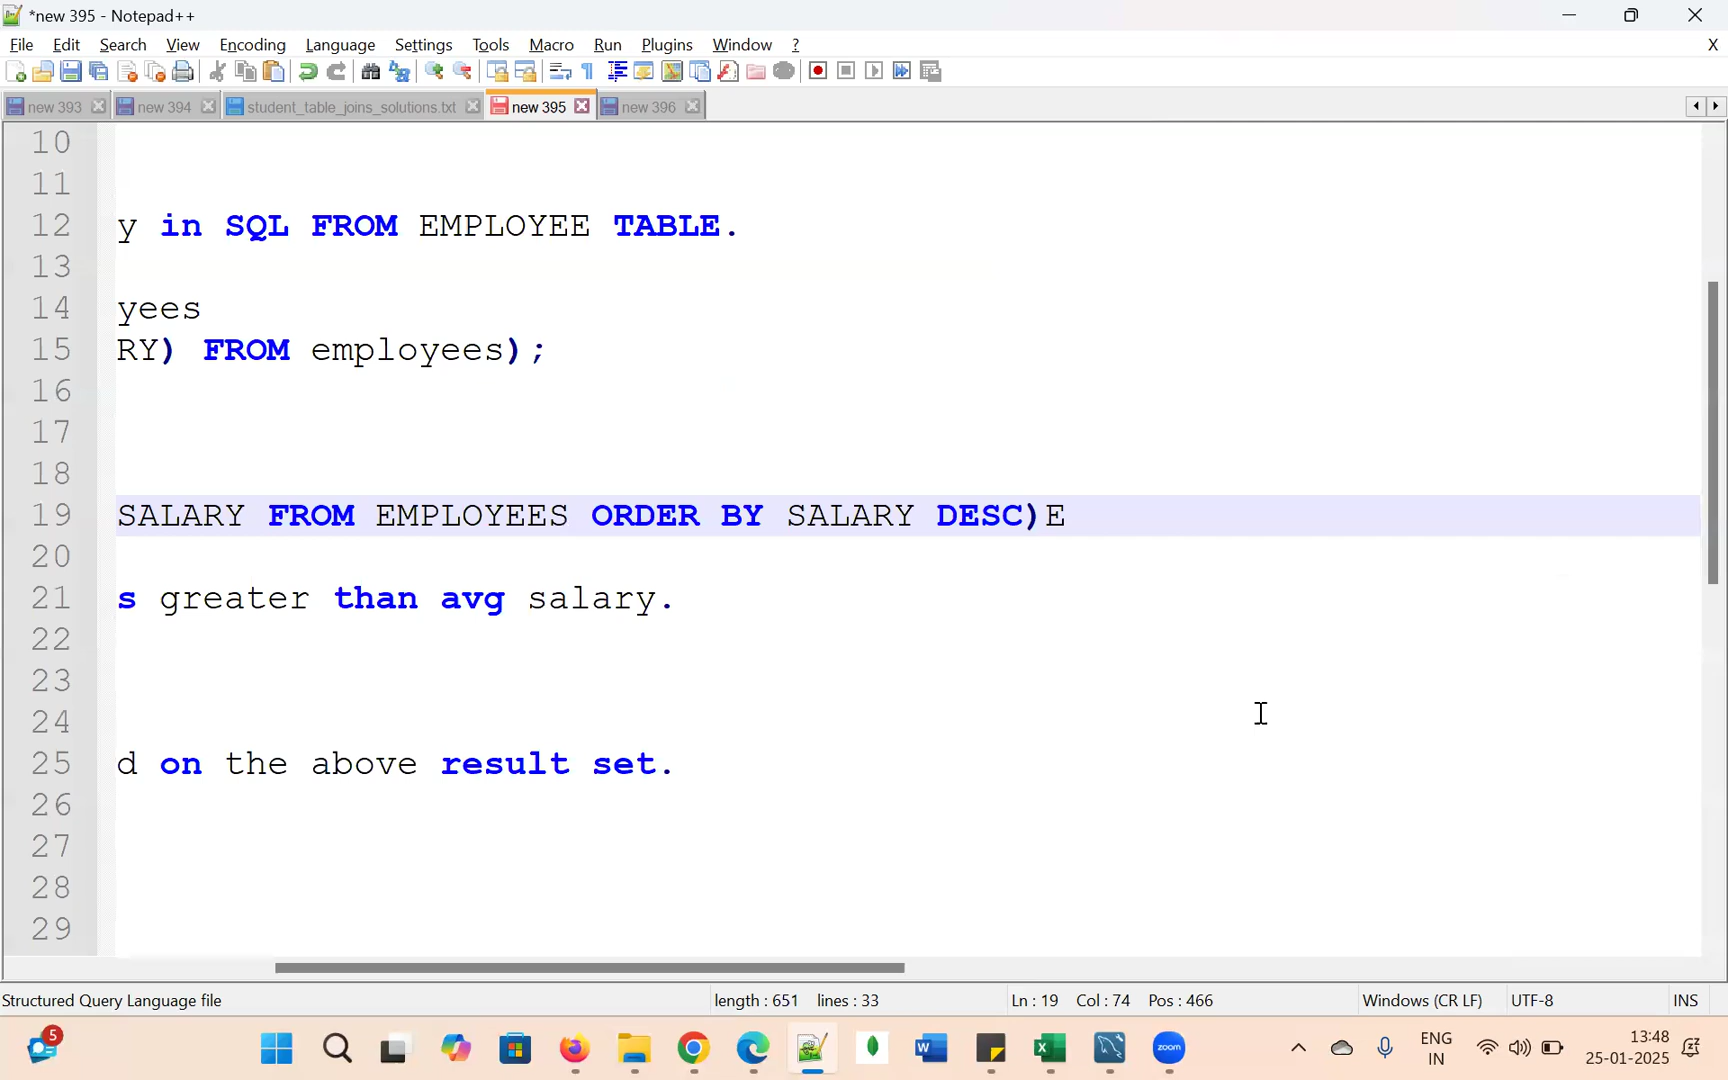 *new 395 - Notepad++
File Edit Search View Encoding Language Settings Tools Macro Run Plugins Window ? X
new 393 new 394 student_table_joins_solutions.txt new 395 new 396
10
11
12 y in SQL FROM EMPLOYEE TABLE.
13
14 yees
15 RY) FROM employees);
16
17
18
19 SALARY FROM EMPLOYEES ORDER BY SALARY DESC)E
20
21 s greater than avg salary.
22
23
24
25 d on the above result set.
26
27
28
29
Structured Query Language file length : 651 lines : 33 Ln : 19 Col : 74 Pos : 466 Windows (CR LF) UTF-8 INS
5 zoom ENG IN 13:48 25-01-2025